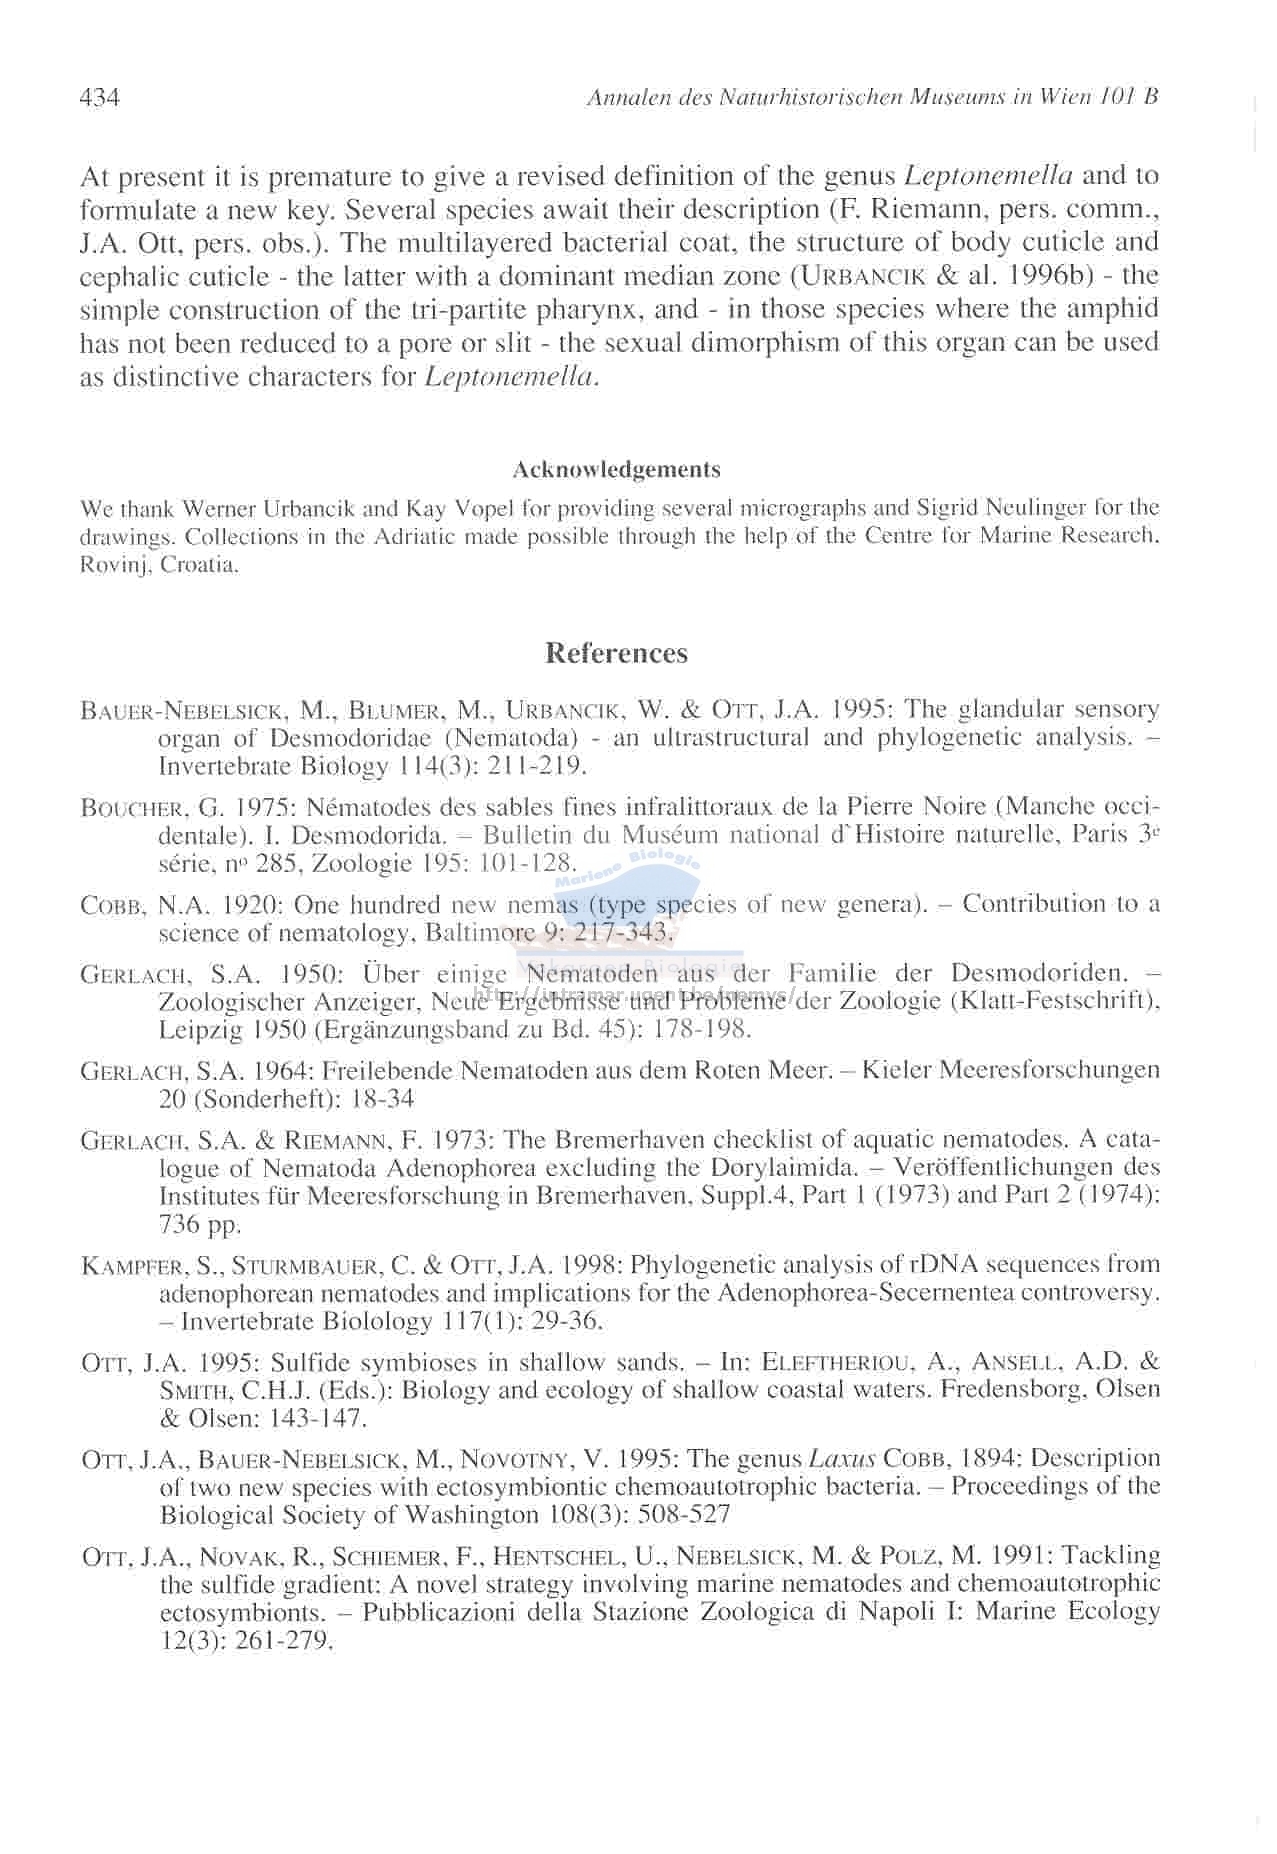 434 Annalen des Naturhistorischen Museums in Wien 101 B
At present it is premature to give a revised definition of the genus Leptonemella and to
formulate a new key. Several species await their description (F. Riemann, pers. comm.,
J.A. Ott, pers. obs.). The multilayered bacterial coat, the structure of body cuticle and
cephalic cuticle - the latter with a dominant median zone (URBANCIK & al. 1996b) - the
simple construction of the tri-partite pharynx, and - in those species where the amphid
has not been reduced to a pore or slit - the sexual dimorphism of this organ can be used
as distinctive characters for Leptonemella.
Acknowledgements
We thank Werner Urbancik and Kay Vopel for providing several micrographs and Sigrid Neulinger for the
drawings. Collections in the Adriatic made possible through the help of the Centre for Marine Research,
Rovinj, Croatia.
References
BAUER-NEBELSICK, M., BLUMER, M., URBANCIK, W. & OTT, J.A. 1995: The glandular sensory
organ of Desmodoridae (Nematoda) - an ultrastructural and phylogenetic analysis. –
Invertebrate Biology 114(3): 211-219.
BOUCHER, G. 1975: Nématodes des sables fines infralittoraux de la Pierre Noire (Manche occi-
dentale). I. Desmodorida. – Bulletin du Muséum national d'Histoire naturelle, Paris 3e
série, no 285, Zoologie 195: 101-128.
COBB, N.A. 1920: One hundred new nemas (type species of new genera). – Contribution to a
science of nematology, Baltimore 9: 217-343.
GERLACH, S.A. 1950: Über einige Nematoden aus der Familie der Desmodoriden. –
Zoologischer Anzeiger, Neue Ergebnisse und Probleme der Zoologie (Klatt-Festschrift),
Leipzig 1950 (Ergänzungsband zu Bd. 45): 178-198.
GERLACH, S.A. 1964: Freilebende Nematoden aus dem Roten Meer. – Kieler Meeresforschungen
20 (Sonderheft): 18-34
GERLACH, S.A. & RIEMANN, F. 1973: The Bremerhaven checklist of aquatic nematodes. A cata-
logue of Nematoda Adenophorea excluding the Dorylaimida. – Veröffentlichungen des
Institutes für Meeresforschung in Bremerhaven, Suppl.4, Part 1 (1973) and Part 2 (1974):
736 pp.
KAMPFER, S., STURMBAUER, C. & OTT, J.A. 1998: Phylogenetic analysis of rDNA sequences from
adenophorean nematodes and implications for the Adenophorea-Secernentea controversy.
– Invertebrate Biolology 117(1): 29-36.
OTT, J.A. 1995: Sulfide symbioses in shallow sands. – In: ELEFTHERIOU, A., ANSELL, A.D. &
SMITH, C.H.J. (Eds.): Biology and ecology of shallow coastal waters. Fredensborg, Olsen
& Olsen: 143-147.
OTT, J.A., BAUER-NEBELSICK, M., NOVOTNY, V. 1995: The genus Laxus COBB, 1894: Description
of two new species with ectosymbiontic chemoautotrophic bacteria. – Proceedings of the
Biological Society of Washington 108(3): 508-527
OTT, J.A., NOVAK, R., SCHIEMER, F., HENTSCHEL, U., NEBELSICK, M. & POLZ, M. 1991: Tackling
the sulfide gradient: A novel strategy involving marine nematodes and chemoautotrophic
ectosymbionts. – Pubblicazioni della Stazione Zoologica di Napoli I: Marine Ecology
12(3): 261-279.
Mariene Biologie
http://intramar.ugent.be/nemys/